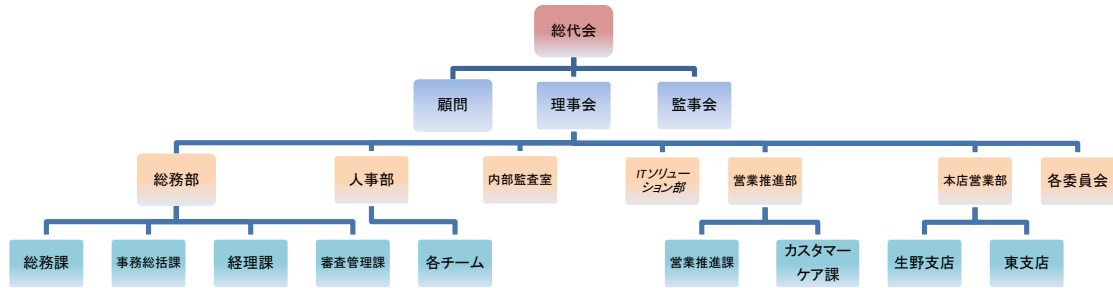 総代会
顧問
理事会
監事会
総務部
人事部
内部監査室
ITソリュー
ション部
営業推進部
本店営業部
各委員会
総務課
事務総括課
経理課
審査管理課
各チーム
営業推進課
カスタマー
ケア課
生野支店
東支店